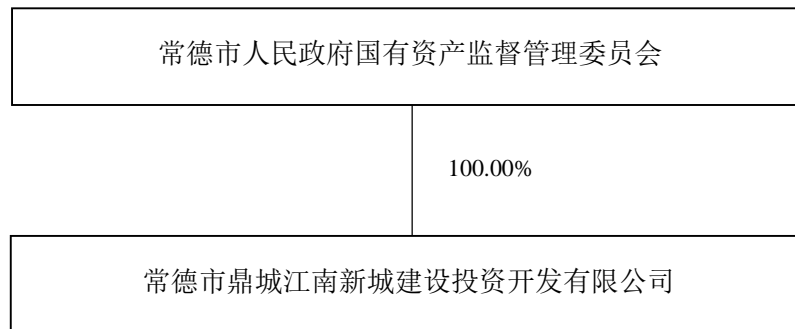 常德市人民政府国有资产监督管理委员会
100.00%
常德市鼎城江南新城建设投资开发有限公司